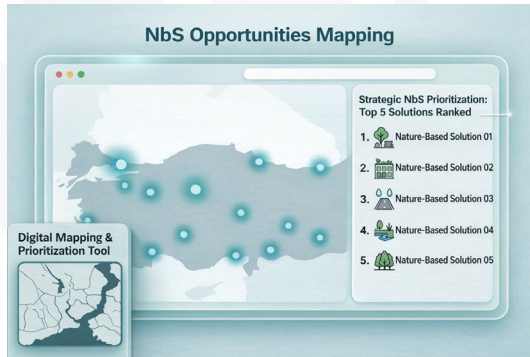 NbS Opportunities Mapping
Strategic NbS Prioritization:
Top 5 Solutions Ranked
1. Nature-Based Solution 01
2. Nature-Based Solution 02
3. Nature-Based Solution 03
4. Nature-Based Solution 04
5. Nature-Based Solution 05
Digital Mapping &
Prioritization Tool